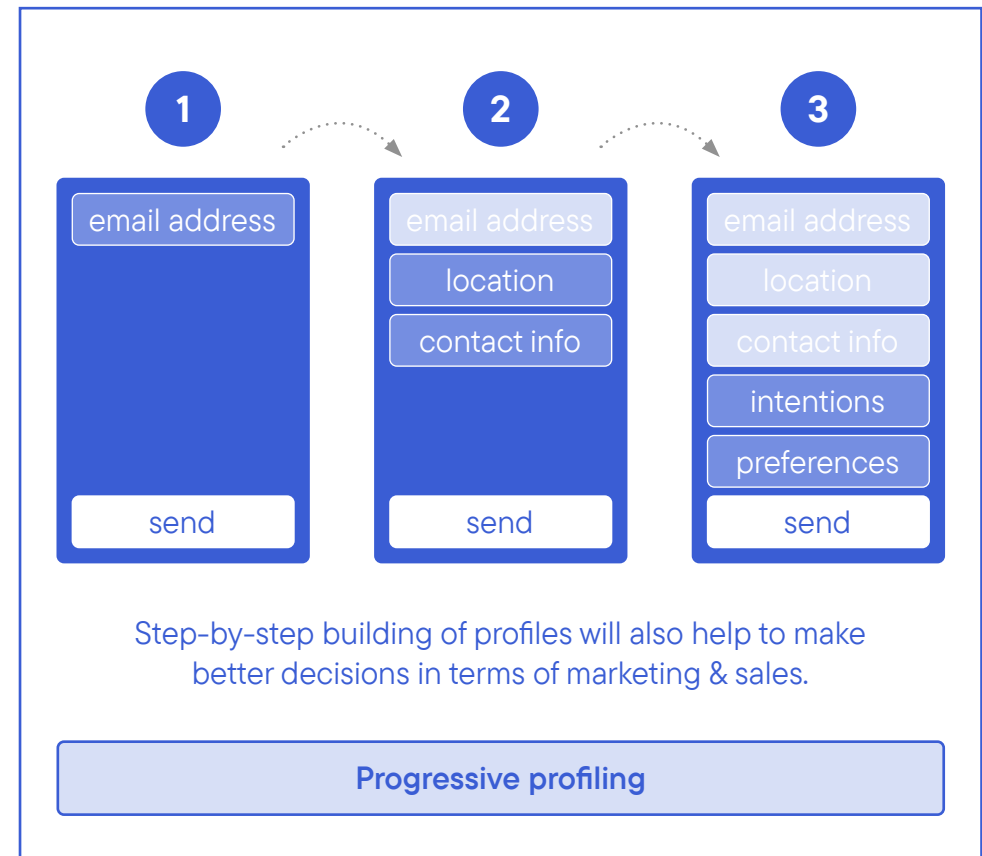 1
2
3
email address
send
email address
location
contact info
send
email address
location
contact info
intentions
preferences
send
Step-by-step building of profiles will also help to make
better decisions in terms of marketing & sales.
Progressive profiling